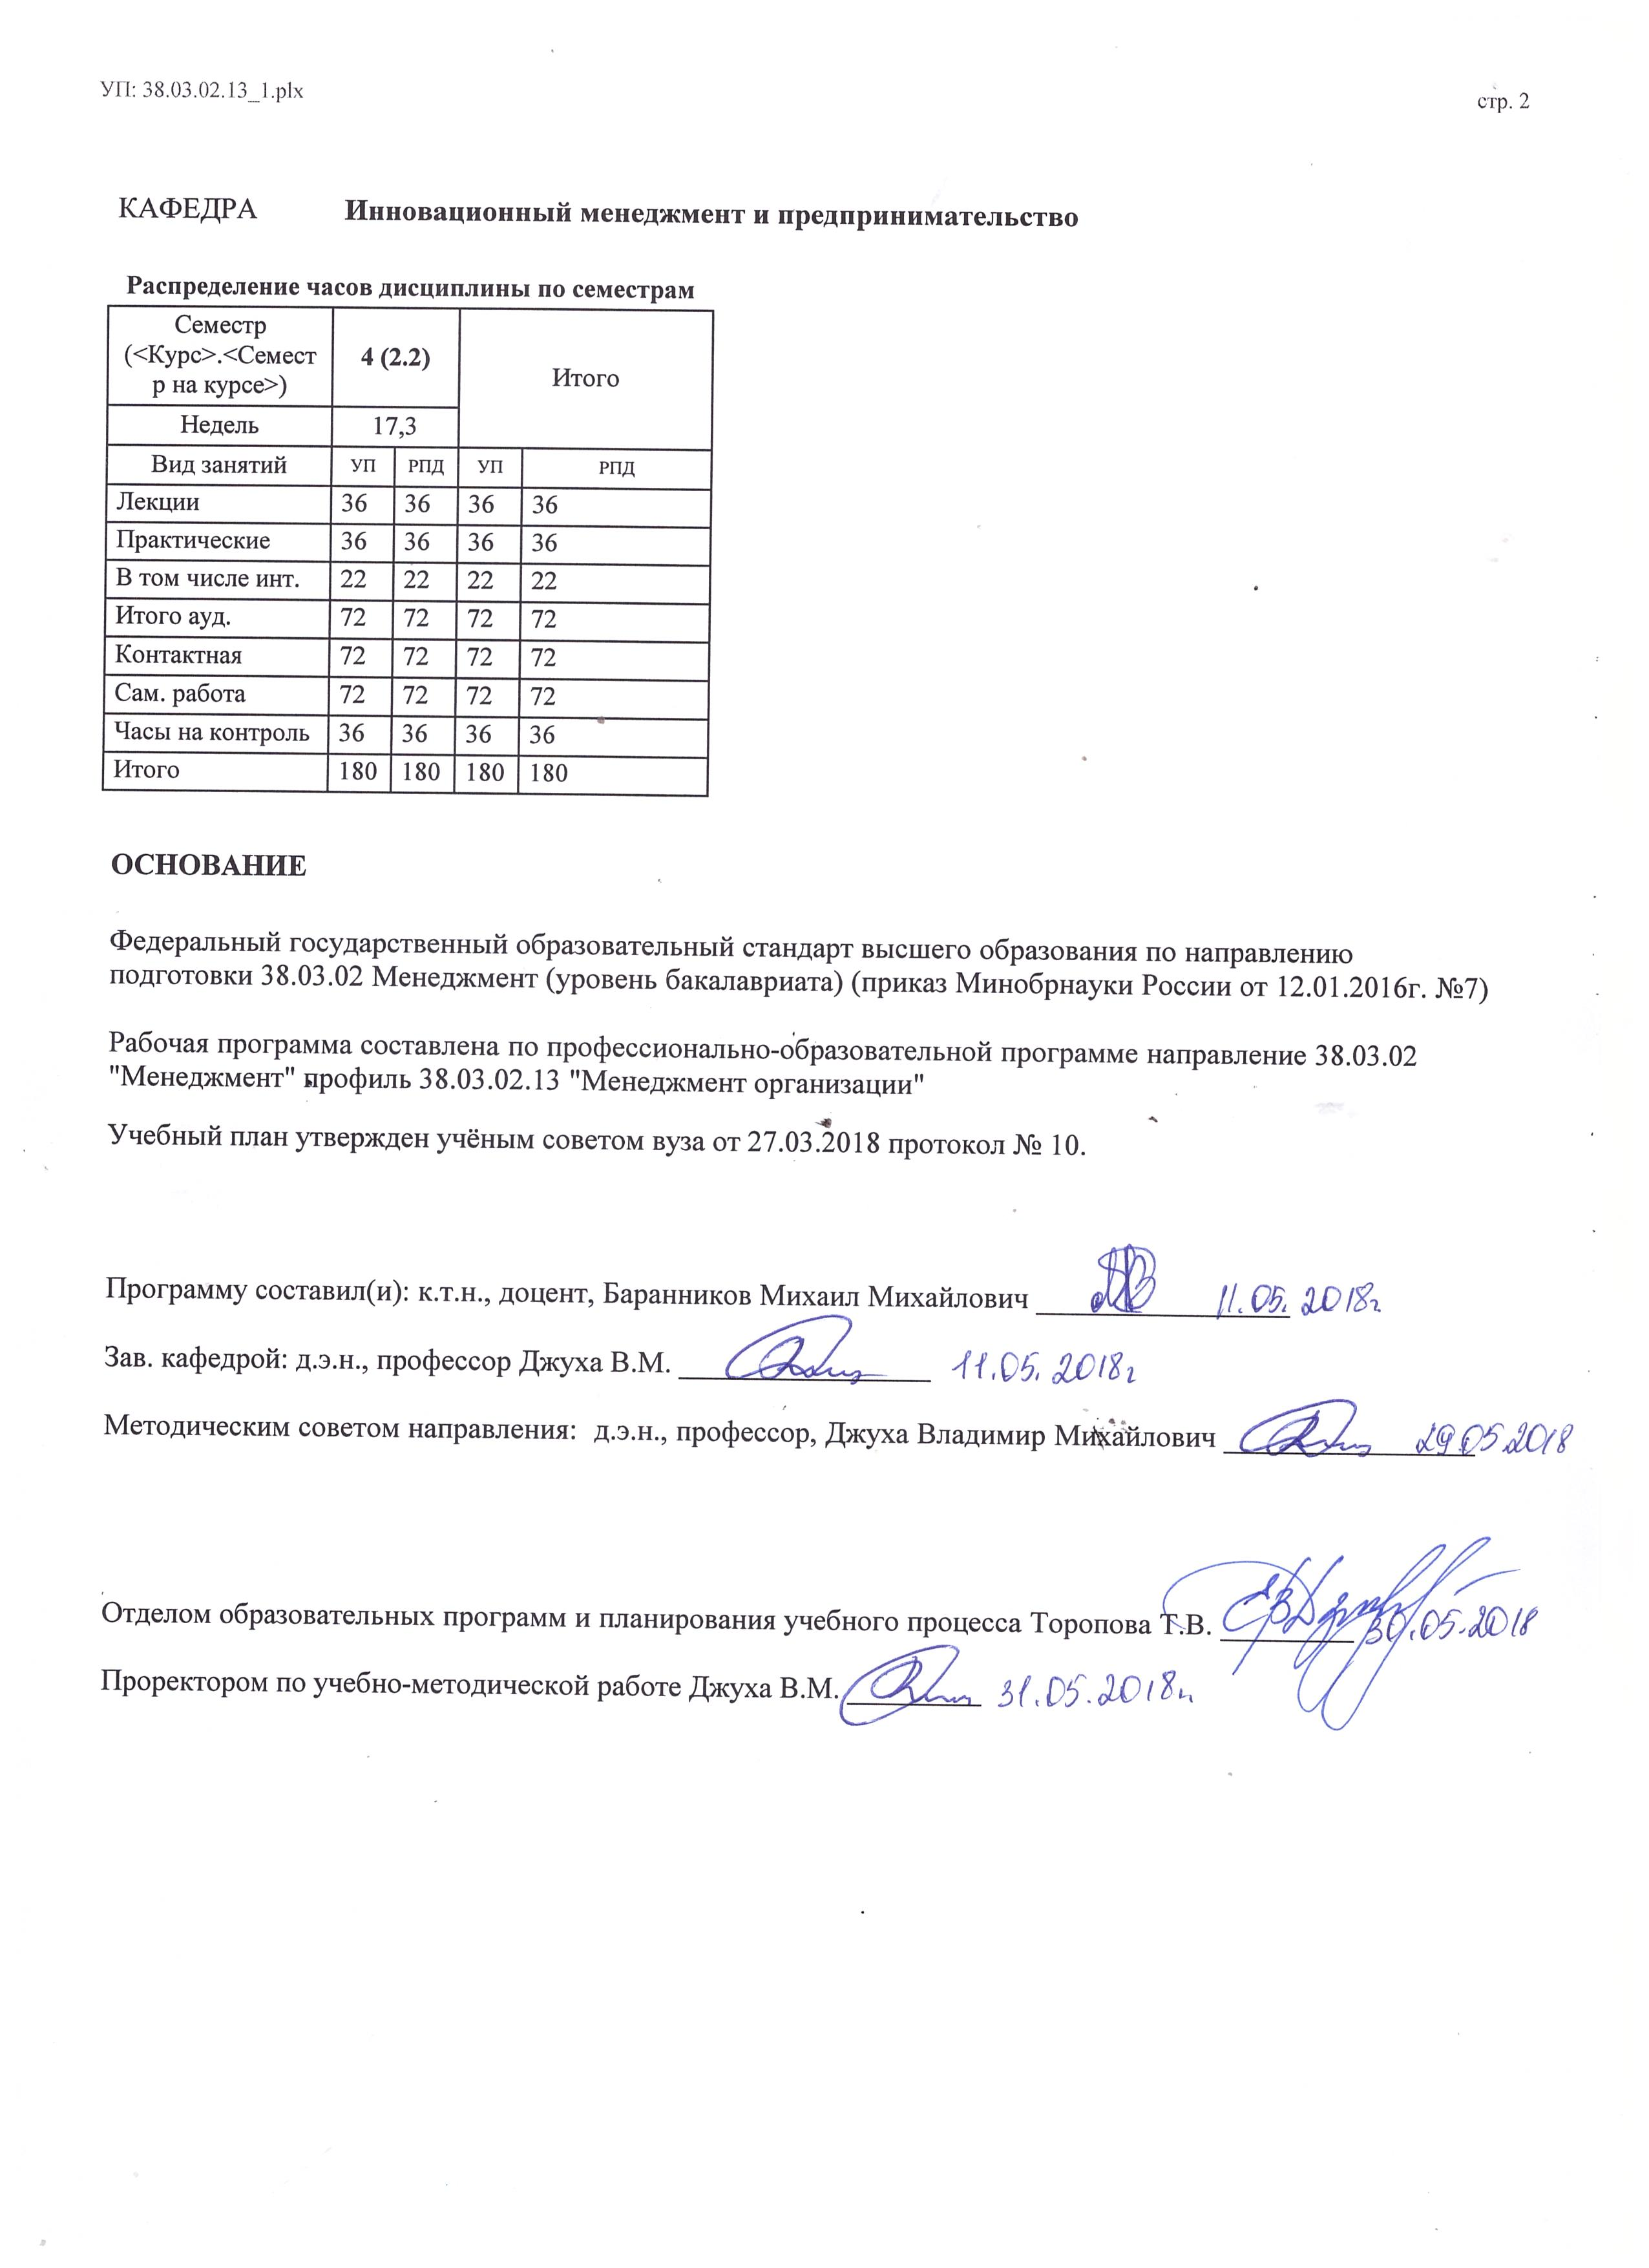 УП: 38.03.02.13_1.plx
стр. 2
КАФЕДРА Инновационный менеджмент и предпринимательство
Распределение часов дисциплины по семестрам
Семестр
(<Курс>.<Семест
р на курсе>)
4 (2.2)
Итого
Недель 17,3
Вид занятий УП РПД УП РПД
Лекции 36 36 36 36
Практические 36 36 36 36
В том числе инт. 22 22 22 22
Итого ауд. 72 72 72 72
Контактная 72 72 72 72
Сам. работа 72 72 72 72
Часы на контроль 36 36 36 36
Итого 180 180 180 180
ОСНОВАНИЕ
Федеральный государственный образовательный стандарт высшего образования по направлению
подготовки 38.03.02 Менеджмент (уровень бакалавриата) (приказ Минобрнауки России от 12.01.2016г. №7)
Рабочая программа составлена по профессионально-образовательной программе направление 38.03.02
"Менеджмент" профиль 38.03.02.13 "Менеджмент организации"
Учебный план утвержден учёным советом вуза от 27.03.2018 протокол № 10.
Программу составил(и): к.т.н., доцент, Баранников Михаил Михайлович 11.05.2018г
Зав. кафедрой: д.э.н., профессор Джуха В.М. 11.05.2018г
Методическим советом направления: д.э.н., профессор, Джуха Владимир Михайлович 29.05 2018
Отделом образовательных программ и планирования учебного процесса Торопова Т.В. 30.05.2018
Проректором по учебно-методической работе Джуха В.М. 31.05.2018г.